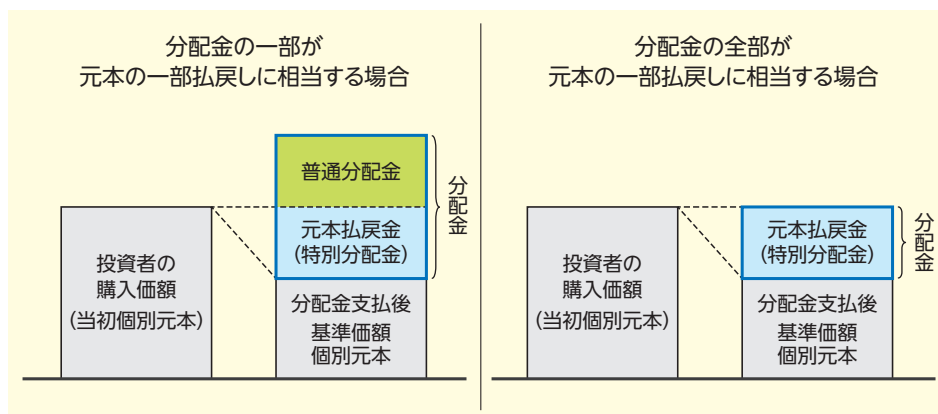 分配金の一部が
元本の一部払戻しに相当する場合
普通分配金
元本払戻金
(特別分配金)
分配金
投資者の
購入価額
(当初個別元本)
分配金支払後
基準価額
個別元本
分配金の全部が
元本の一部払戻しに相当する場合
元本払戻金
(特別分配金)
分配金
投資者の
購入価額
(当初個別元本)
分配金支払後
基準価額
個別元本